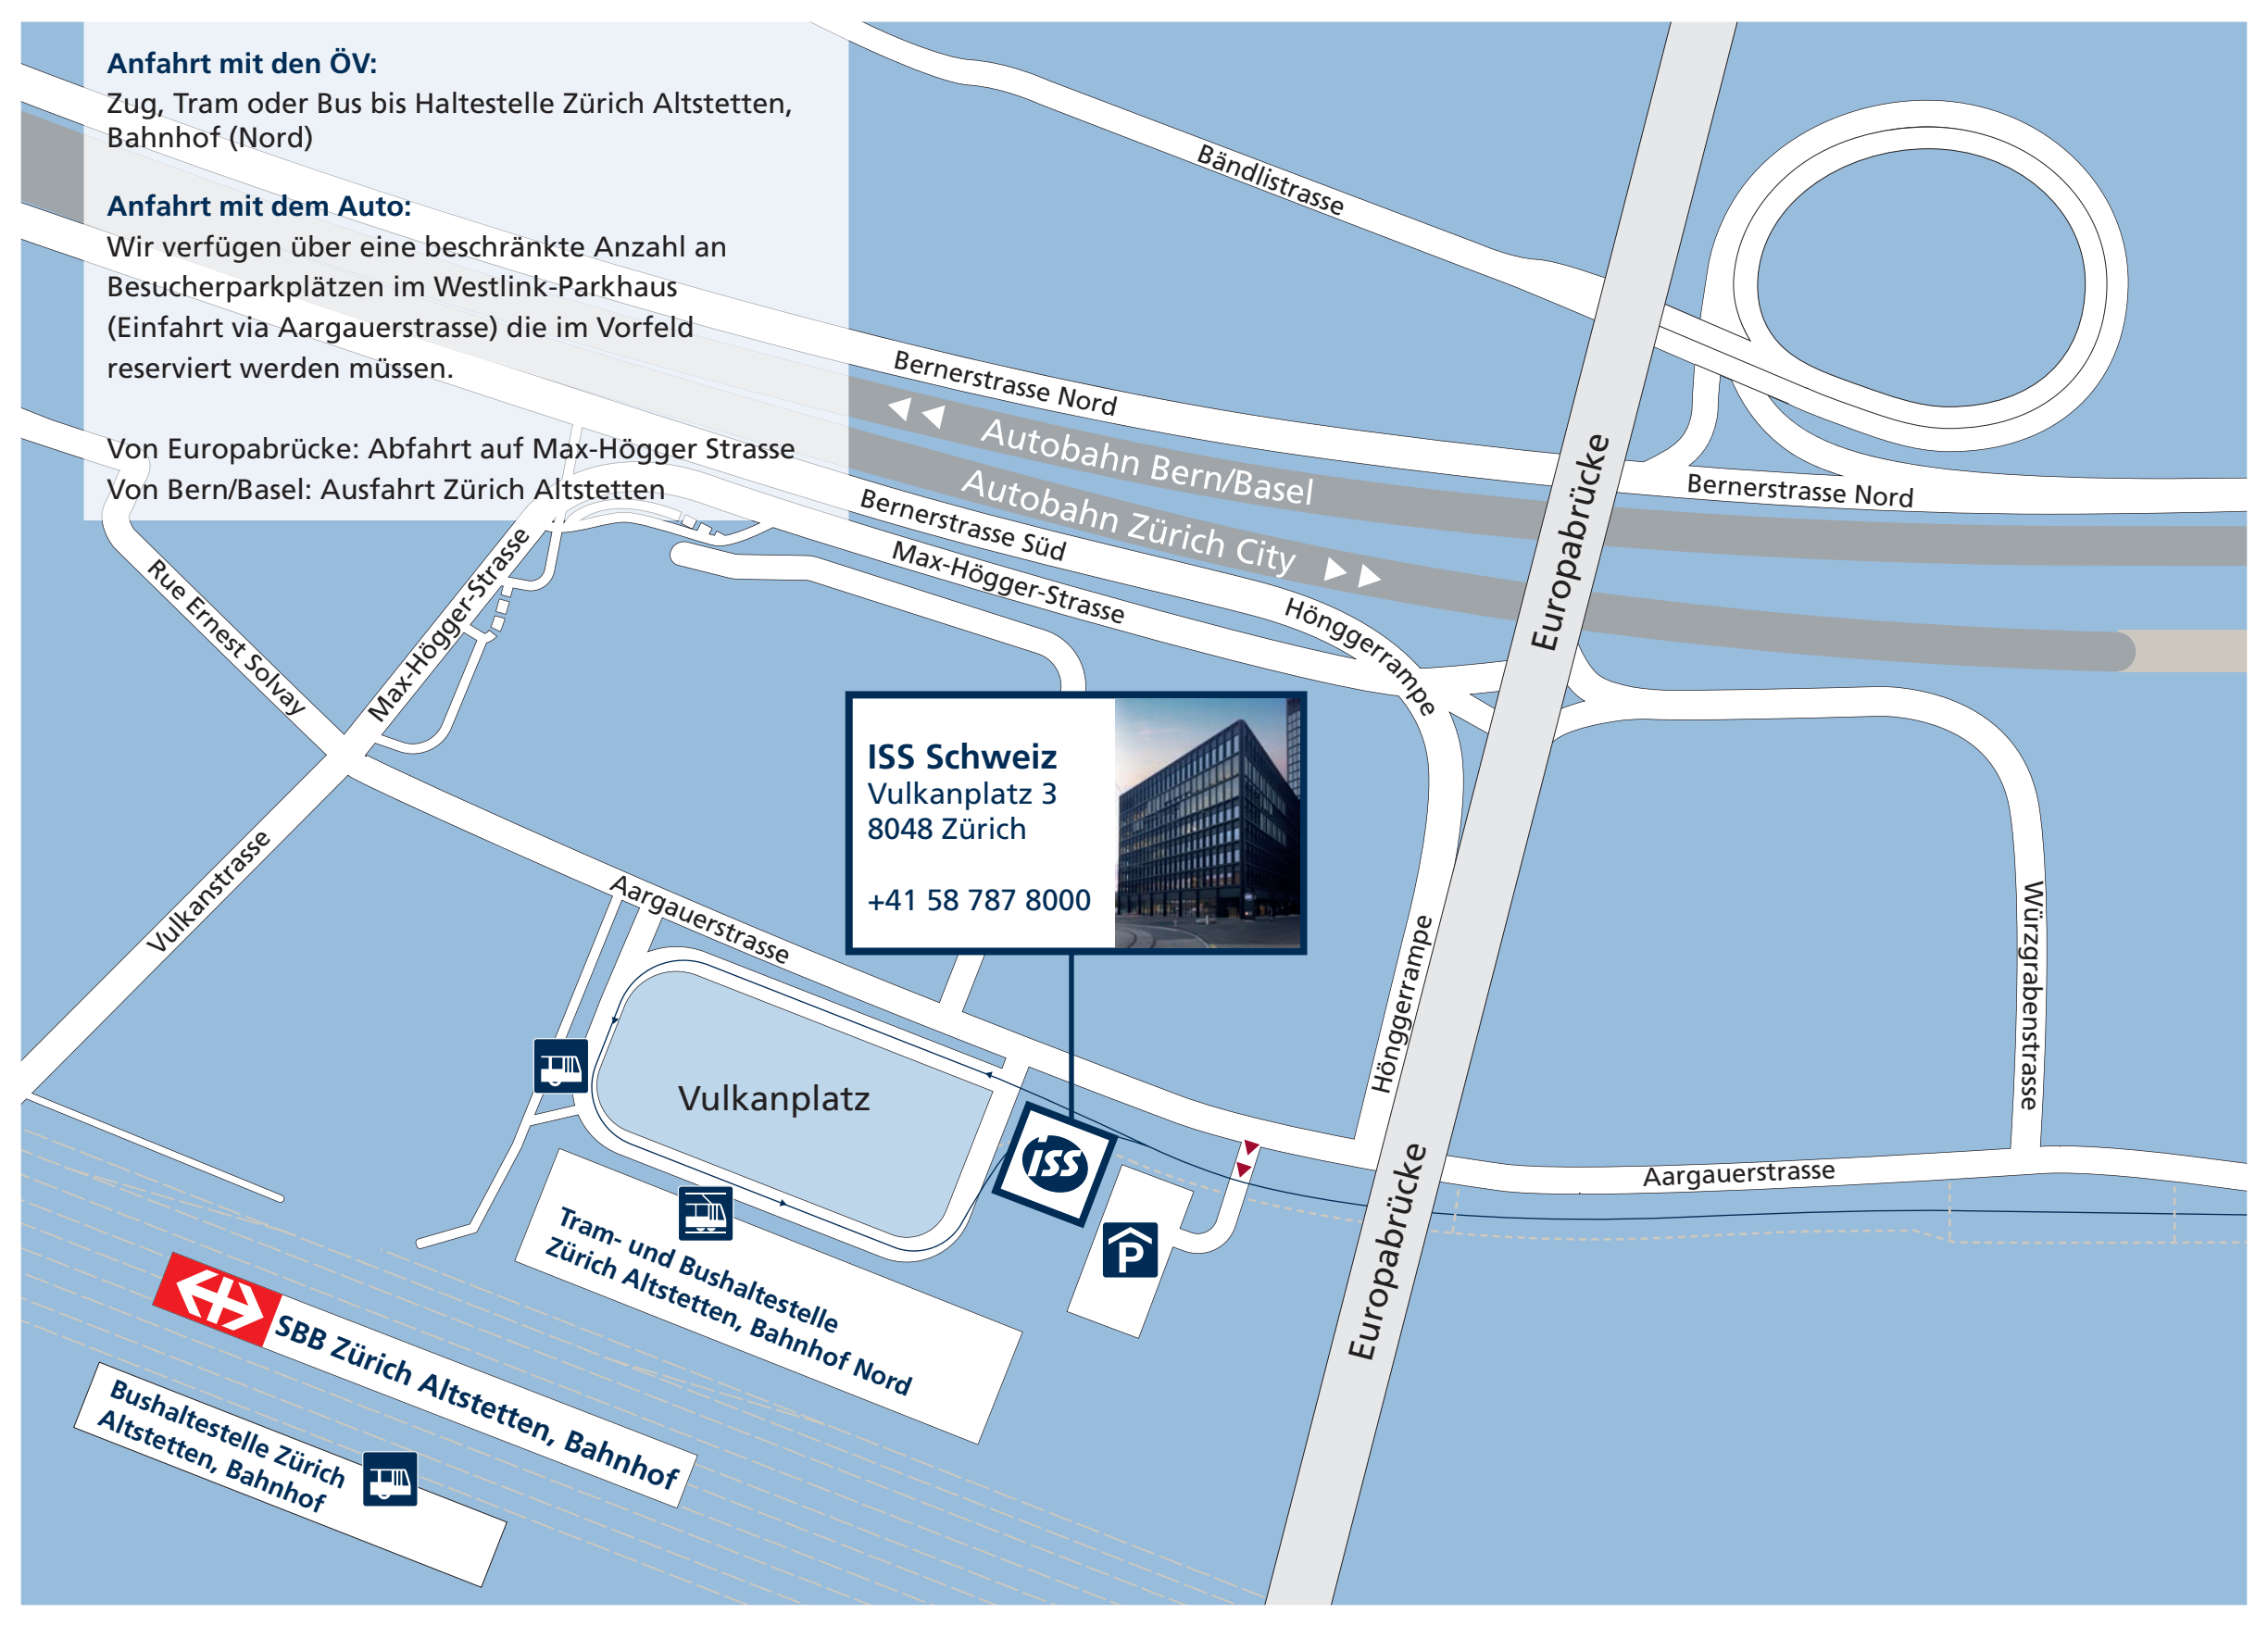 Anfahrt mit den ÖV:
Zug, Tram oder Bus bis Haltestelle Zürich Altstetten,
Bahnhof (Nord)
Anfahrt mit dem Auto:
Wir verfügen über eine beschränkte Anzahl an
Besucherparkplätzen im Westlink-Parkhaus
(Einfahrt via Aargauerstrasse) die im Vorfeld
reserviert werden müssen.
Von Europabrücke: Abfahrt auf Max-Högger Strasse
Von Bern/Basel: Ausfahrt Zürich Altstetten
Bändlistrasse
Bernerstrasse Nord
Autobahn Bern/Basel
Autobahn Zürich City
Bernerstrasse Süd
Max-Högger-Strasse
Hönggerrampe
Europabrücke
Bernerstrasse Nord
Rue Ernest Solvay
Max-Högger-Strasse
Vulkanstrasse
ISS Schweiz
Vulkanplatz 3
8048 Zürich
+41 58 787 8000
Aargauerstrasse
Hönggerrampe
Würzgrabenstrasse
Vulkanplatz
ISS
P
Aargauerstrasse
Europabrücke
Tram- und Bushaltestelle
Zürich Altstetten, Bahnhof Nord
SBB Zürich Altstetten, Bahnhof
Bushaltestelle Zürich
Altstetten, Bahnhof